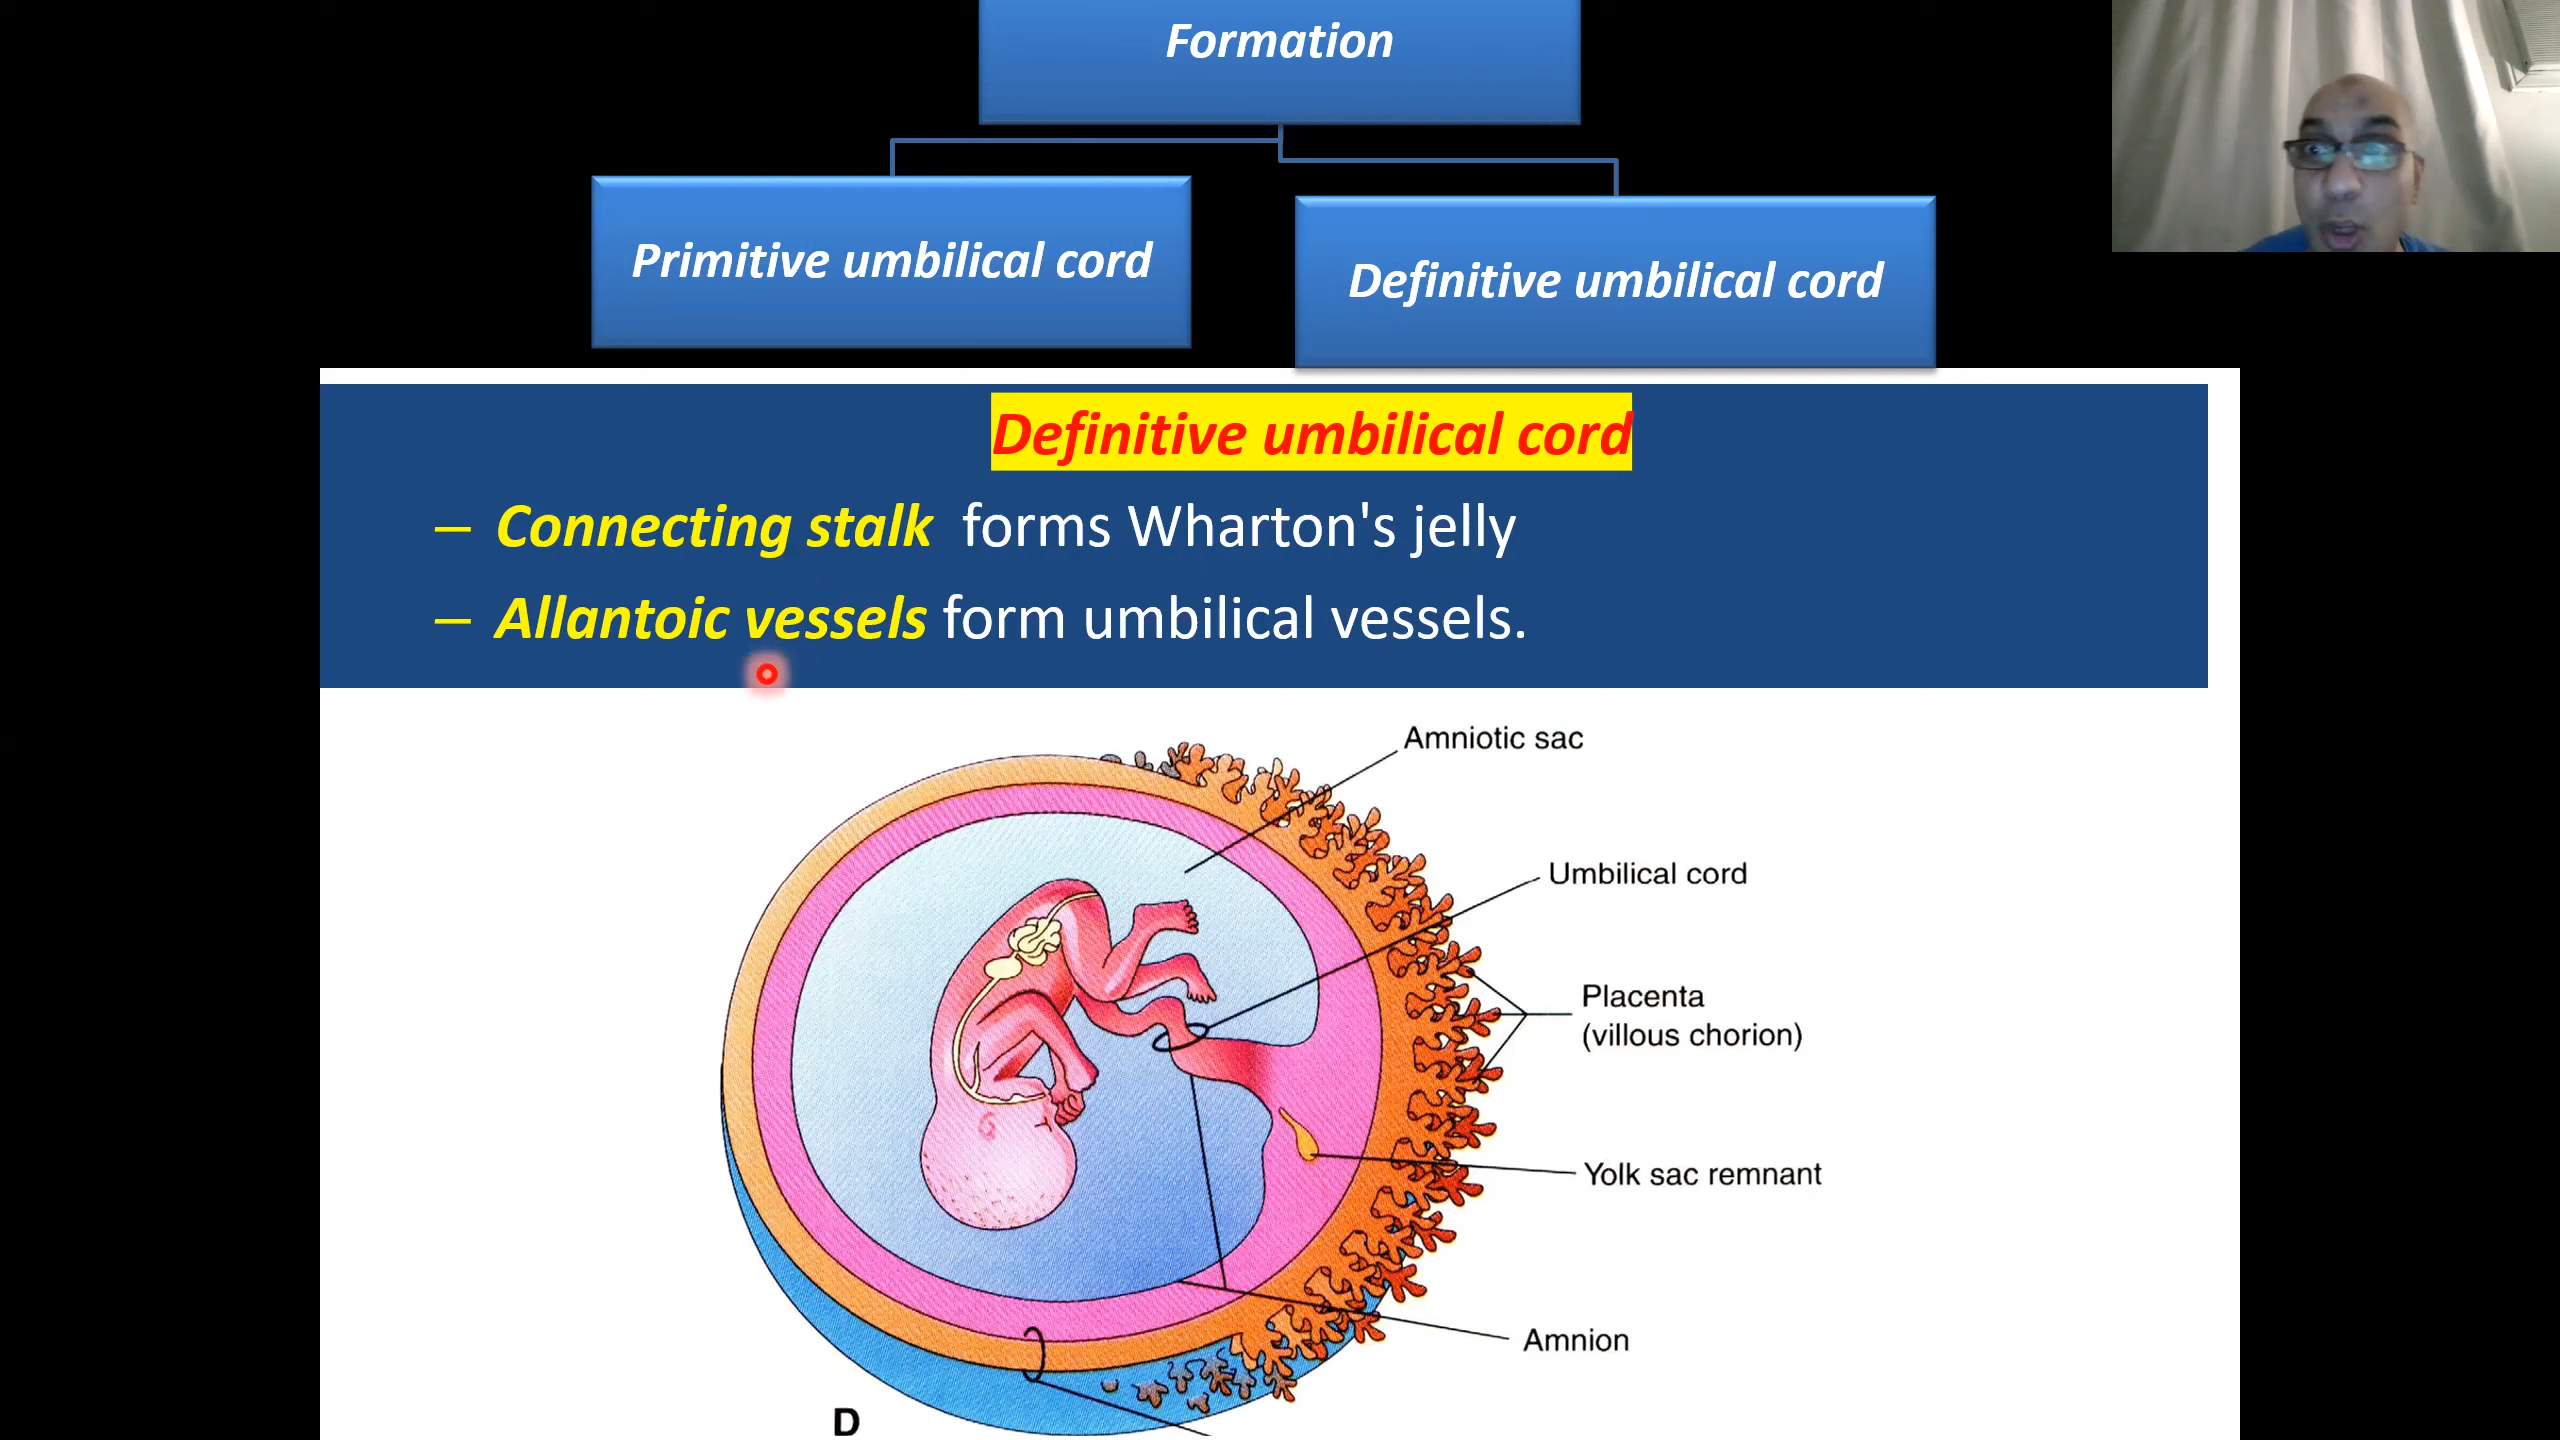 Formation
Primitive umbilical cord
Definitive umbilical cord
Definitive umbilical cord
– Connecting stalk forms Wharton's jelly
– Allantoic vessels form umbilical vessels.
Amniotic sac
Umbilical cord
Placenta
(villous chorion)
Yolk sac remnant
Amnion
D